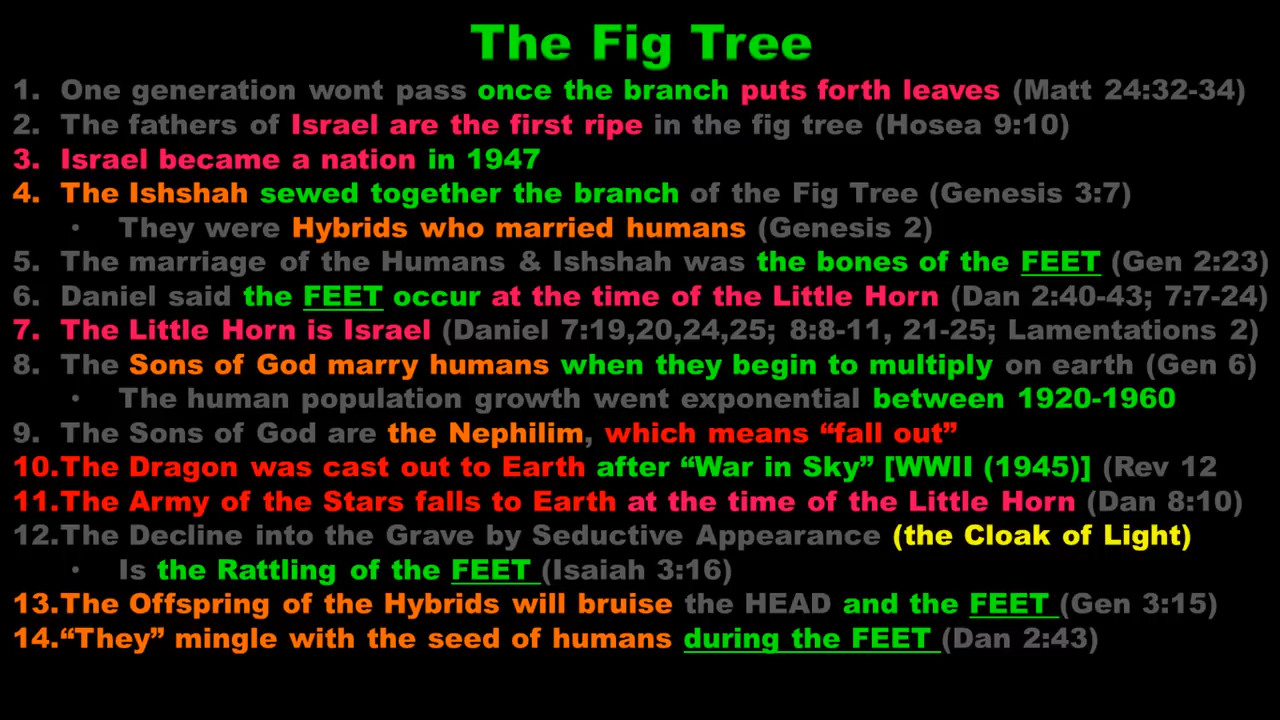 The Fig Tree
1. One generation wont pass once the branch puts forth leaves (Matt 24:32-34)
2. The fathers of Israel are the first ripe in the fig tree (Hosea 9:10)
3. Israel became a nation in 1947
4. The Ishshah sewed together the branch of the Fig Tree (Genesis 3:7)
• They were Hybrids who married humans (Genesis 2)
5. The marriage of the Humans & Ishshah was the bones of the FEET (Gen 2:23)
6. Daniel said the FEET occur at the time of the Little Horn (Dan 2:40-43; 7:7-24)
7. The Little Horn is Israel (Daniel 7:19,20,24,25; 8:8-11, 21-25; Lamentations 2)
8. The Sons of God marry humans when they begin to multiply on earth (Gen 6)
• The human population growth went exponential between 1920-1960
9. The Sons of God are the Nephilim, which means “fall out”
10.The Dragon was cast out to Earth after “War in Sky” [WWII (1945)] (Rev 12
11.The Army of the Stars falls to Earth at the time of the Little Horn (Dan 8:10)
12.The Decline into the Grave by Seductive Appearance (the Cloak of Light)
• Is the Rattling of the FEET (Isaiah 3:16)
13.The Offspring of the Hybrids will bruise the HEAD and the FEET (Gen 3:15)
14.“They” mingle with the seed of humans during the FEET (Dan 2:43)